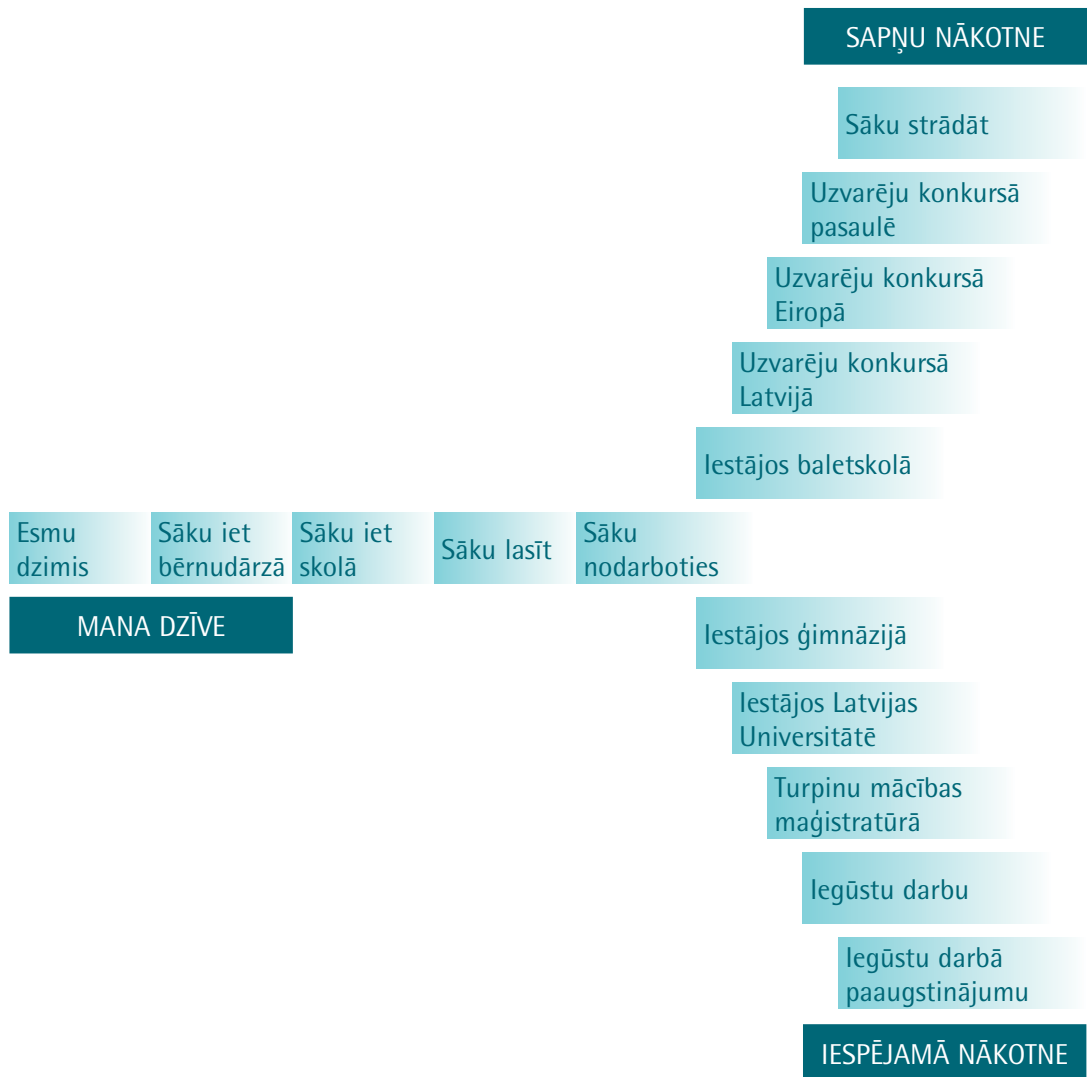 SAPŅU NĀKOTNE
Sāku strādāt
Uzvarēju konkursā
pasaulē
Uzvarēju konkursā
Eiropā
Uzvarēju konkursā
Latvijā
Iestājos baletskolā
Esmu
dzimis
Sāku iet
bērnudārzā
Sāku iet
skolā
Sāku lasīt
Sāku
nodarboties
MANA DZĪVE
Iestājos ģimnāzijā
Iestājos Latvijas
Universitātē
Turpinu mācības
maģistratūrā
Iegūstu darbu
Iegūstu darbā
paaugstinājumu
IESPĒJAMĀ NĀKOTNE